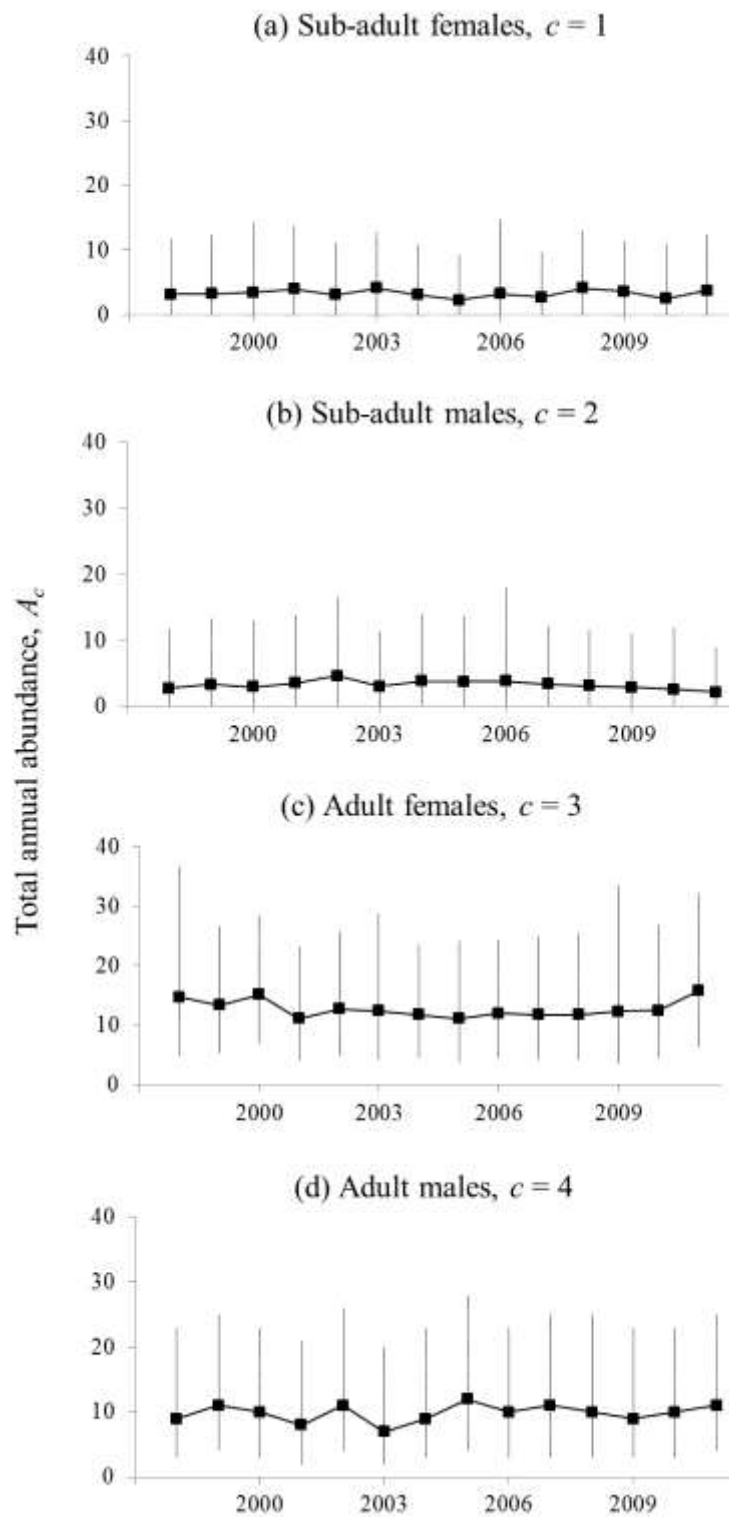 (a) Sub-adult females, c = 1
40
30
20
10
0
2000 2003 2006 2009
(b) Sub-adult males, c = 2
40
30
20
10
0
2000 2003 2006 2009
Total annual abundance, A_c
(c) Adult females, c = 3
40
30
20
10
0
2000 2003 2006 2009
(d) Adult males, c = 4
40
30
20
10
0
2000 2003 2006 2009